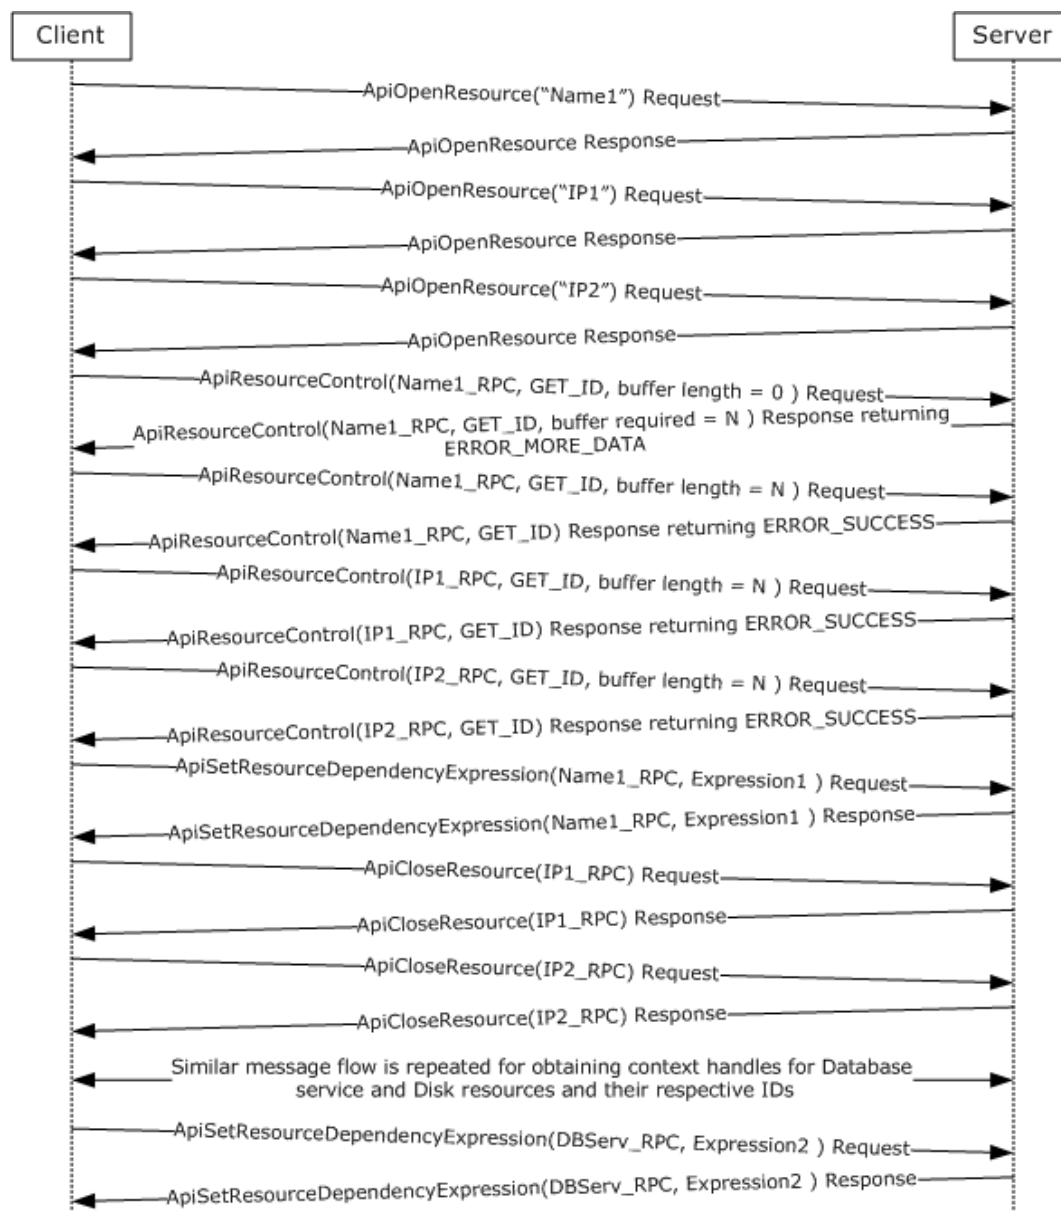 Client
Server
ApiOpenResource(“Name1”) Request
ApiOpenResource Response
ApiOpenResource(“IP1”) Request
ApiOpenResource Response
ApiOpenResource(“IP2”) Request
ApiOpenResource Response
ApiResourceControl(Name1_RPC, GET_ID, buffer length = 0 ) Request
ApiResourceControl(Name1_RPC, GET_ID, buffer required = N ) Response returning
ERROR_MORE_DATA
ApiResourceControl(Name1_RPC, GET_ID, buffer length = N ) Request
ApiResourceControl(Name1_RPC, GET_ID) Response returning ERROR_SUCCESS
ApiResourceControl(IP1_RPC, GET_ID, buffer length = N ) Request
ApiResourceControl(IP1_RPC, GET_ID) Response returning ERROR_SUCCESS
ApiResourceControl(IP2_RPC, GET_ID, buffer length = N ) Request
ApiResourceControl(IP2_RPC, GET_ID) Response returning ERROR_SUCCESS
ApiSetResourceDependencyExpression(Name1_RPC, Expression1 ) Request
ApiSetResourceDependencyExpression(Name1_RPC, Expression1 ) Response
ApiCloseResource(IP1_RPC) Request
ApiCloseResource(IP1_RPC) Response
ApiCloseResource(IP2_RPC) Request
ApiCloseResource(IP2_RPC) Response
Similar message flow is repeated for obtaining context handles for Database
service and Disk resources and their respective IDs
ApiSetResourceDependencyExpression(DBServ_RPC, Expression2 ) Request
ApiSetResourceDependencyExpression(DBServ_RPC, Expression2 ) Response